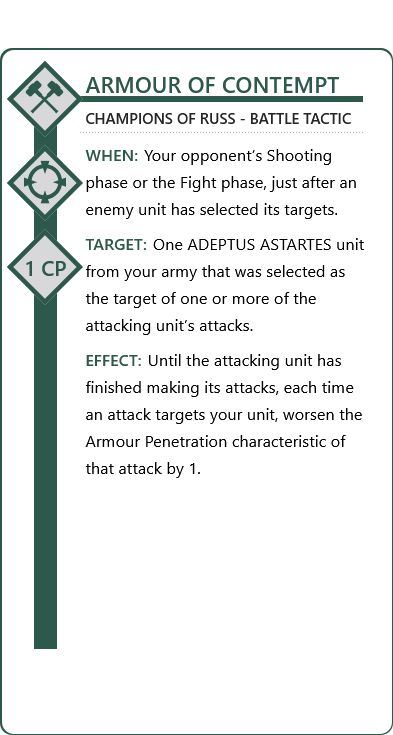 ARMOUR OF CONTEMPT
CHAMPIONS OF RUSS - BATTLE TACTIC
WHEN: Your opponent's Shooting
phase or the Fight phase, just after an
enemy unit has selected its targets.
1 CP
TARGET: One ADEPTUS ASTARTES unit
from your army that was selected as
the target of one or more of the
attacking unit's attacks.
EFFECT: Until the attacking unit has
finished making its attacks, each time
an attack targets your unit, worsen the
Armour Penetration characteristic of
that attack by 1.